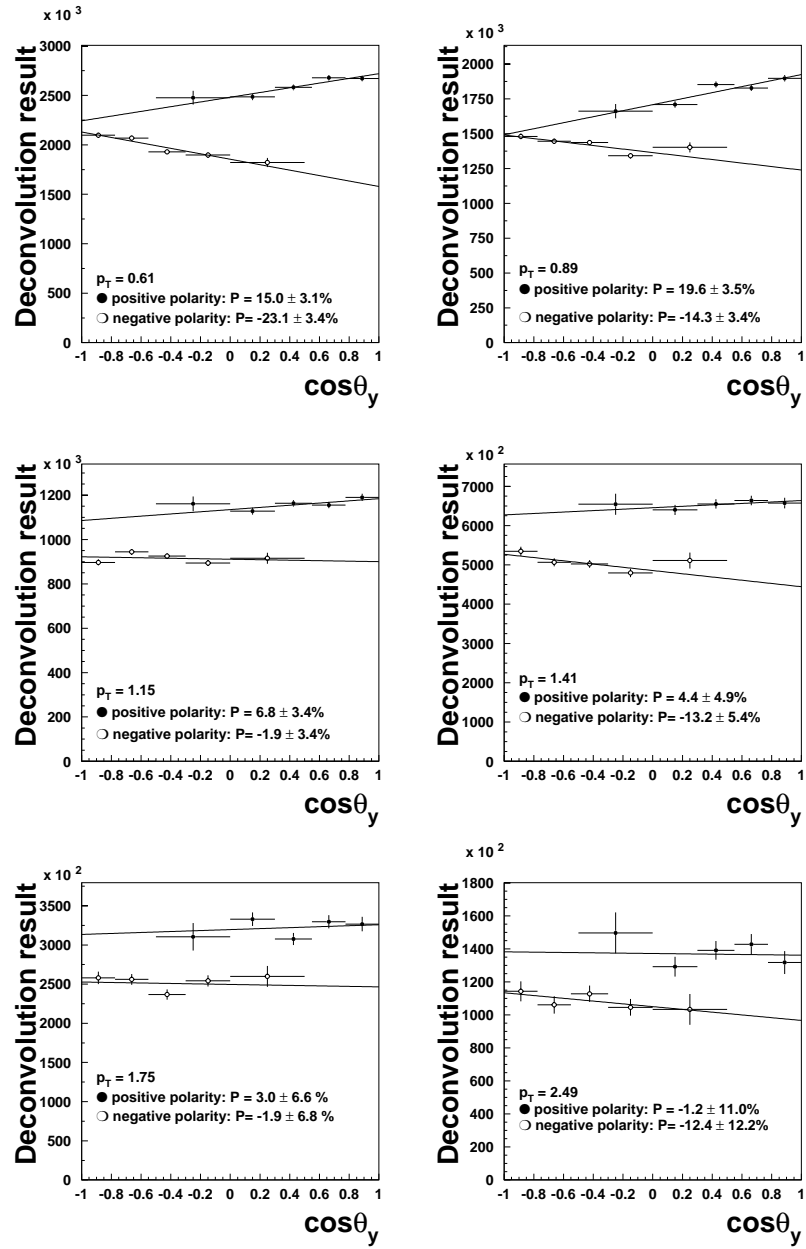 x 10³
Deconvolution result
3000
2500
2000
1500
1000
500
0
p_T = 0.61
● positive polarity: P = 15.0 ± 3.1%
○ negative polarity: P= -23.1 ± 3.4%
-1 -0.8 -0.6 -0.4 -0.2 0 0.2 0.4 0.6 0.8 1
cosθ_y
x 10³
Deconvolution result
2000
1750
1500
1250
1000
750
500
250
0
p_T = 0.89
● positive polarity: P = 19.6 ± 3.5%
○ negative polarity: P= -14.3 ± 3.4%
-1 -0.8 -0.6 -0.4 -0.2 0 0.2 0.4 0.6 0.8 1
cosθ_y
x 10³
Deconvolution result
1200
1000
800
600
400
200
0
p_T = 1.15
● positive polarity: P = 6.8 ± 3.4%
○ negative polarity: P= -1.9 ± 3.4%
-1 -0.8 -0.6 -0.4 -0.2 0 0.2 0.4 0.6 0.8 1
cosθ_y
x 10²
Deconvolution result
7000
6000
5000
4000
3000
2000
1000
0
p_T = 1.41
● positive polarity: P = 4.4 ± 4.9%
○ negative polarity: P= -13.2 ± 5.4%
-1 -0.8 -0.6 -0.4 -0.2 0 0.2 0.4 0.6 0.8 1
cosθ_y
x 10²
Deconvolution result
3500
3000
2500
2000
1500
1000
500
0
p_T = 1.75
● positive polarity: P = 3.0 ± 6.6 %
○ negative polarity: P= -1.9 ± 6.8 %
-1 -0.8 -0.6 -0.4 -0.2 0 0.2 0.4 0.6 0.8 1
cosθ_y
x 10²
Deconvolution result
1800
1600
1400
1200
1000
800
600
400
200
0
p_T = 2.49
● positive polarity: P = -1.2 ± 11.0%
○ negative polarity: P= -12.4 ± 12.2%
-1 -0.8 -0.6 -0.4 -0.2 0 0.2 0.4 0.6 0.8 1
cosθ_y